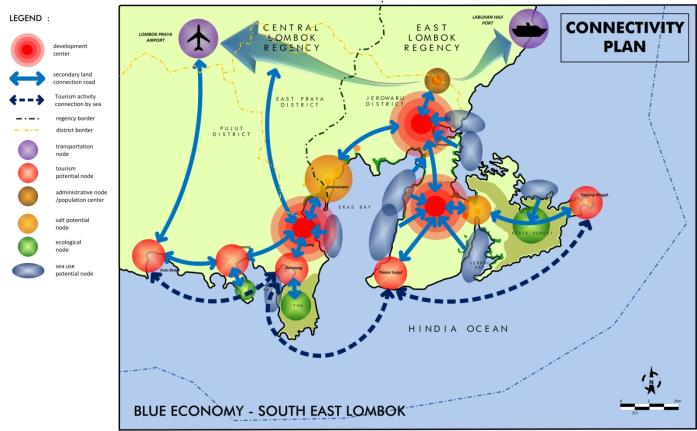 LEGEND :
development
center
secondary land
connection road
Tourism activity
connection by sea
regency border
district border
transportation
node
tourism
potential node
administrative node
/population center
salt potential
node
ecological
node
sea use
potential node
LOMBOK PRAYA
AIRPORT
CENTRAL
LOMBOK
REGENCY
EAST
LOMBOK
REGENCY
LABUHAN HAJI
PORT
CONNECTIVITY
PLAN
EAST PRAYA
DISTRICT
JEROWARU
DISTRICT
PUJUT
DISTRICT
EKAS BAY
STATE FOREST
TWA
HINDIA OCEAN
N
BLUE ECONOMY - SOUTH EAST LOMBOK